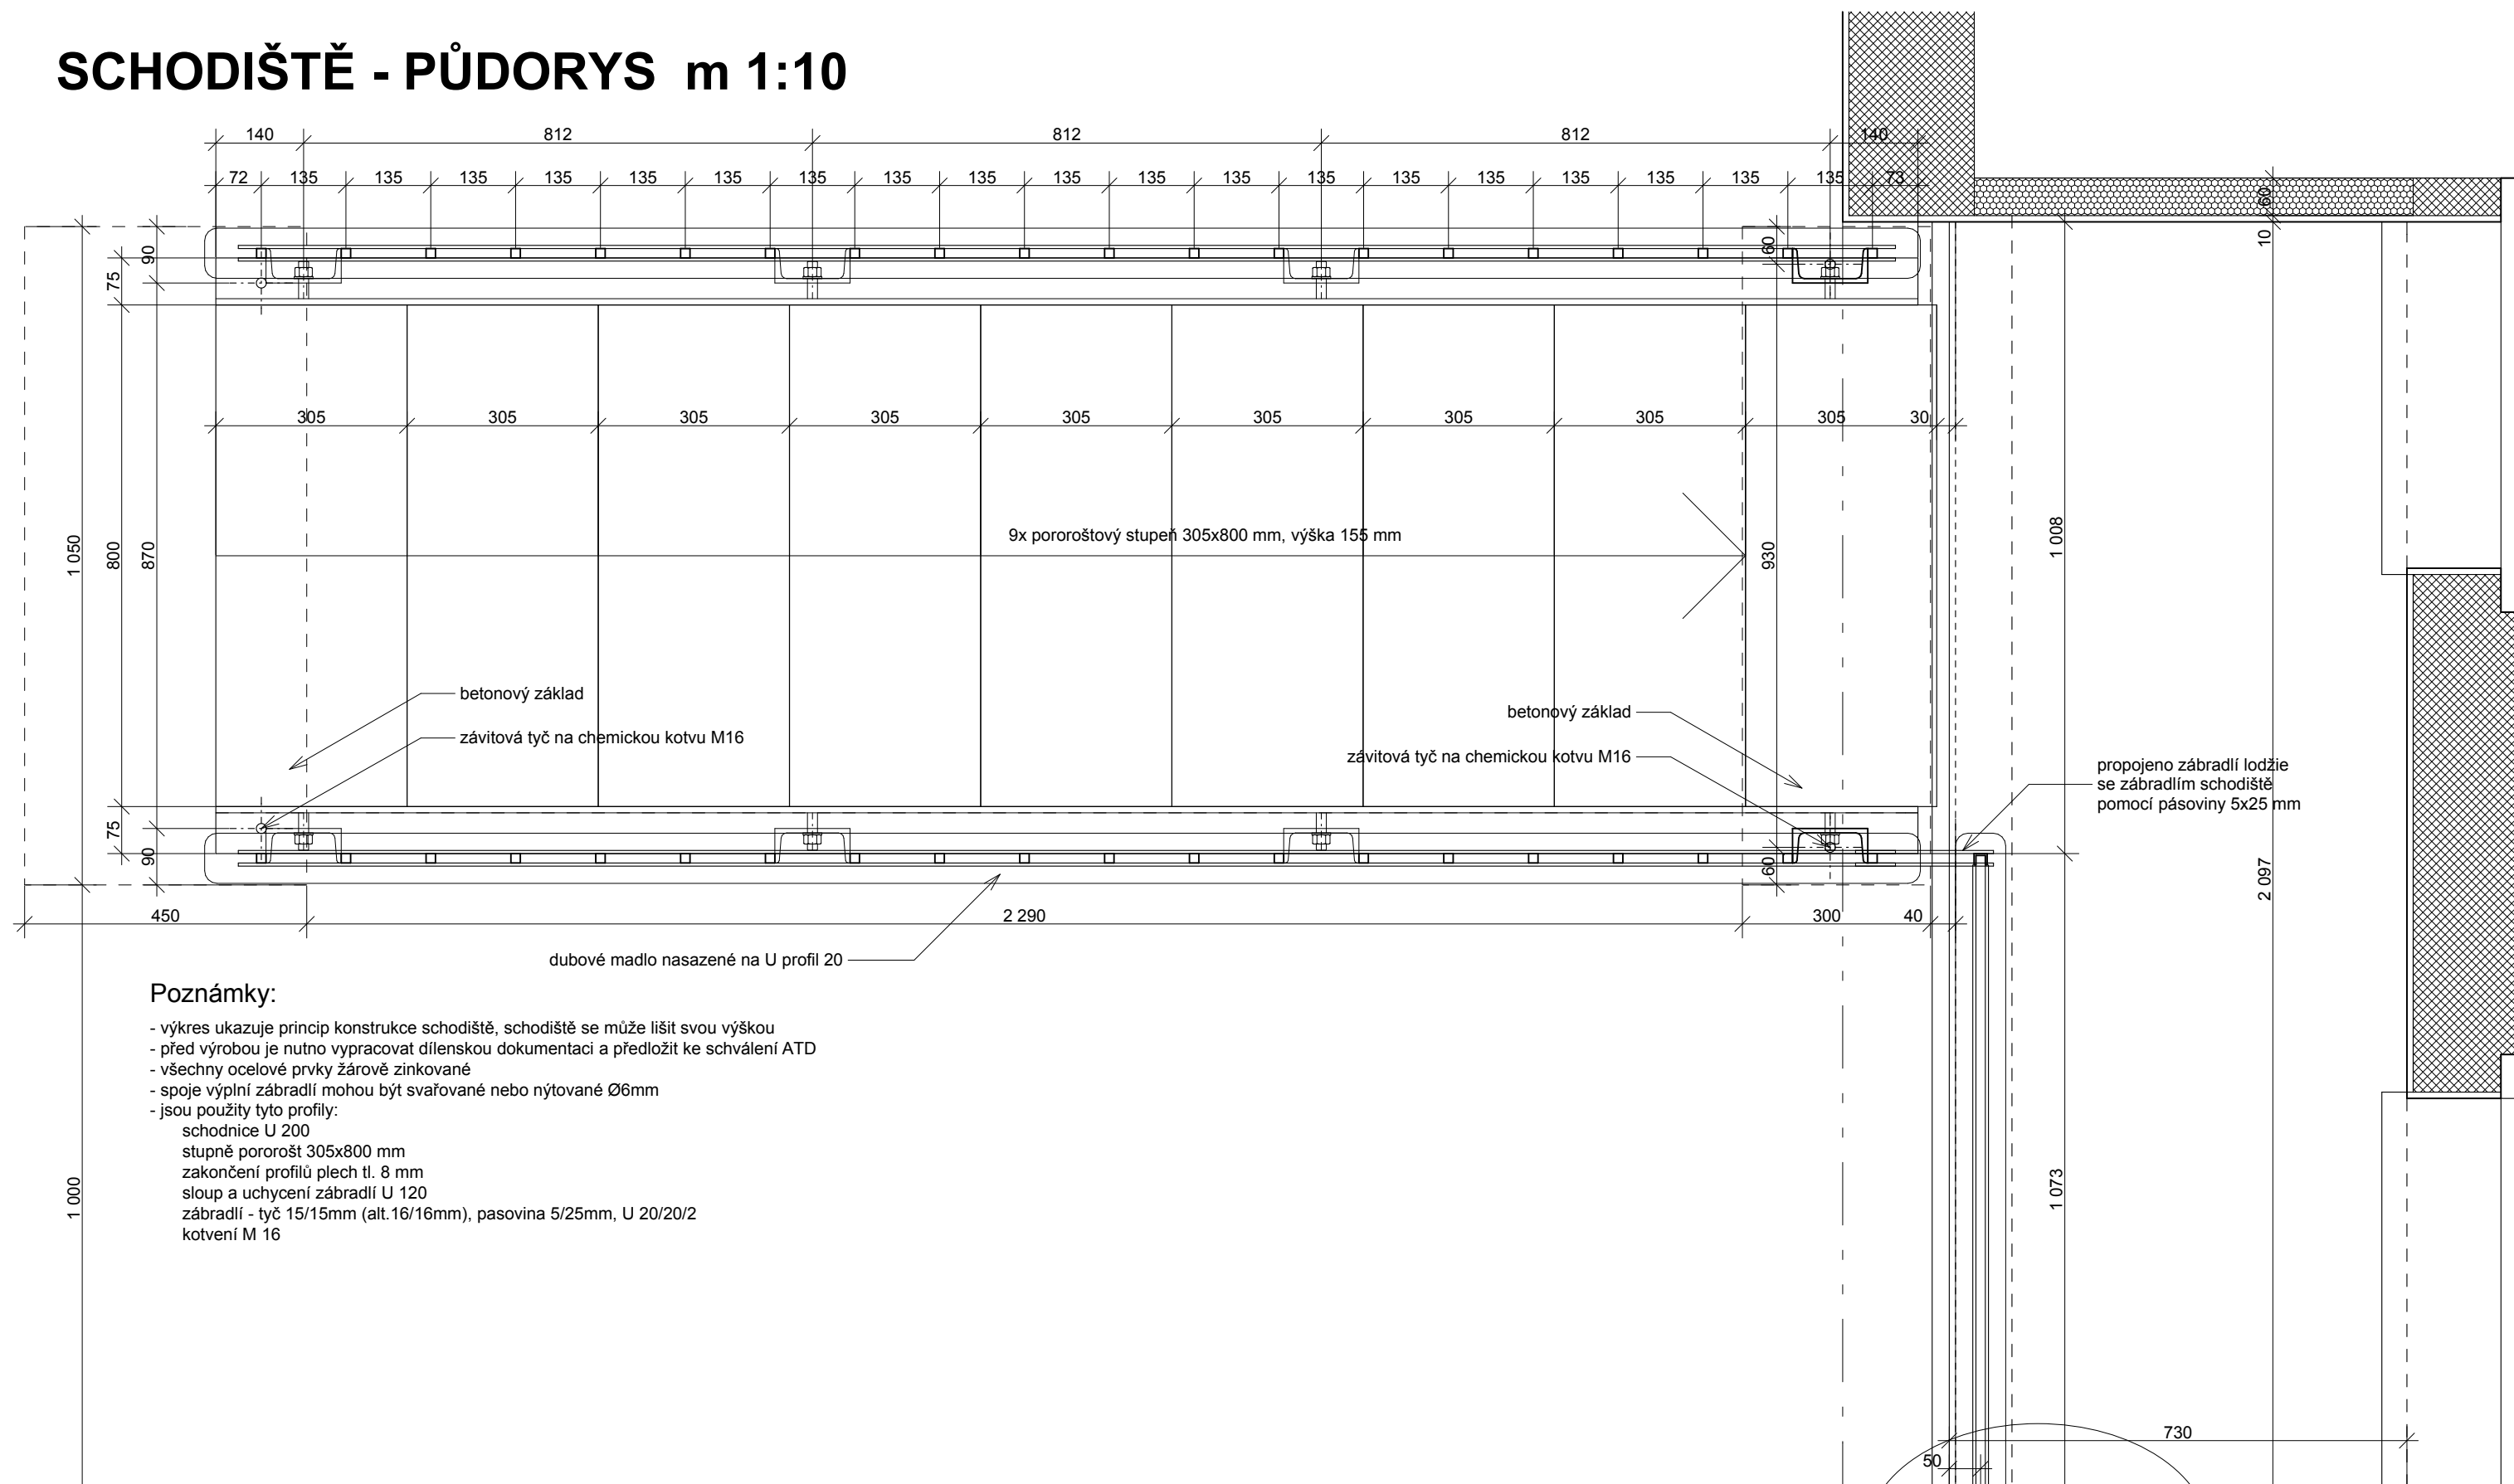 SCHODIŠTĚ - PŮDORYS m 1:10
140 812 812 812 140
72 135 135 135 135 135 135 135 135 135 135 135 135 135 135 135 135 135 135 135 73
60
10
90
75
60
305 305 305 305 305 305 305 305 305 30
9x pororoštový stupeň 305x800 mm, výška 155 mm
1 050
800
870
930
1 008
betonový základ
závitová tyč na chemickou kotvu M16
betonový základ
závitová tyč na chemickou kotvu M16
propojeno zábradlí lodžie
se zábradlím schodiště
pomocí pásoviny 5x25 mm
75
90
60
2 097
450 2 290 300 40
dubové madlo nasazené na U profil 20
Poznámky:
- výkres ukazuje princip konstrukce schodiště, schodiště se může lišit svou výškou
- před výrobou je nutno vypracovat dílenskou dokumentaci a předložit ke schválení ATD
- všechny ocelové prvky žárově zinkované
- spoje výplní zábradlí mohou být svařované nebo nýtované Ø6mm
- jsou použity tyto profily:
schodnice U 200
stupně pororošt 305x800 mm
zakončení profilů plech tl. 8 mm
sloup a uchycení zábradlí U 120
zábradlí - tyč 15/15mm (alt.16/16mm), pasovina 5/25mm, U 20/20/2
kotvení M 16
1 000
1 073
730
50